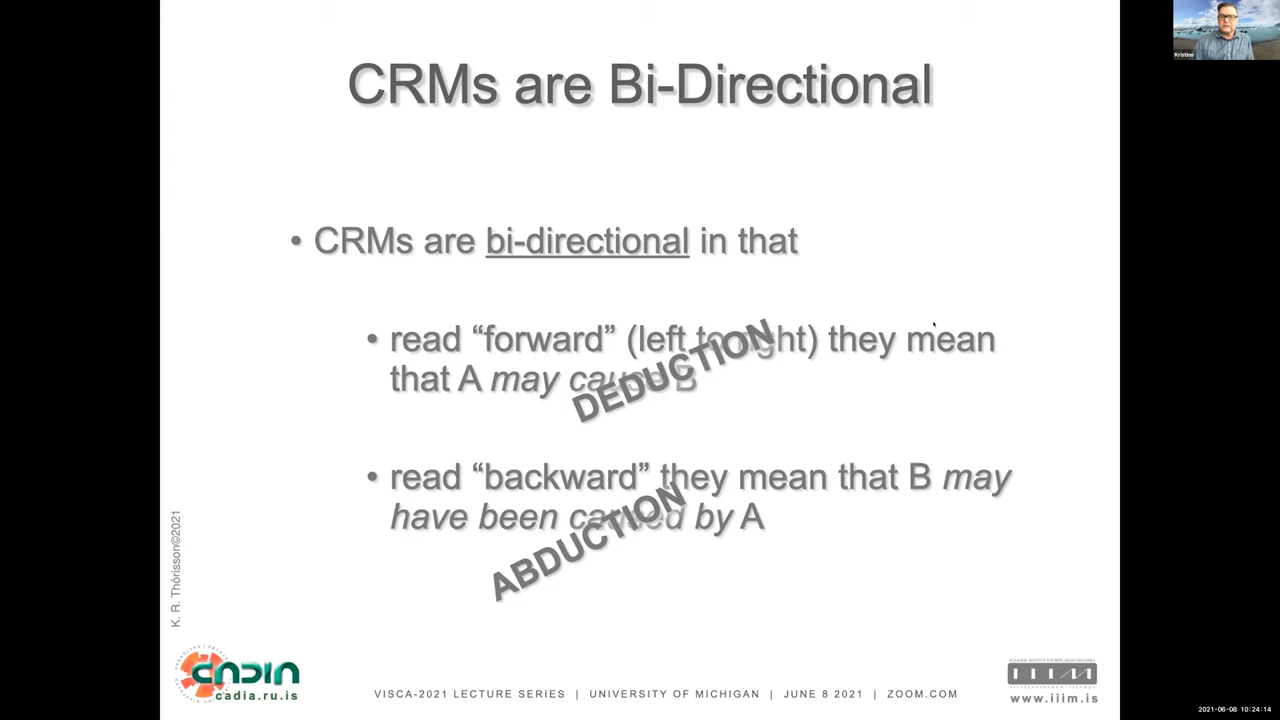 CRMs are Bi-Directional
Kristinn
• CRMs are bi-directional in that
• read “forward” (left to right) they mean
that A may cause B
DEDUCTION
• read “backward” they mean that B may
have been caused by A
ABDUCTION
K. R. Thórisson©2021
CADIA
cadia.ru.is
VISCA-2021 LECTURE SERIES | UNIVERSITY OF MICHIGAN | JUNE 8 2021 | ZOOM.COM
IIIM
www.iiim.is
2021-06-08 10:24:14